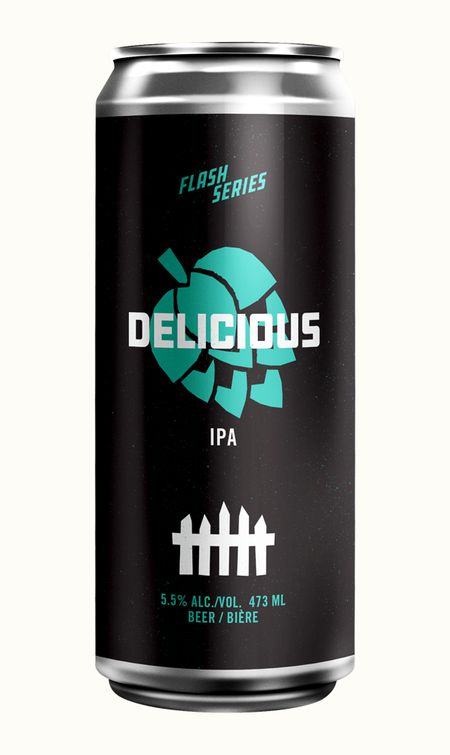 FLASH
SERIES
DELICIOUS
IPA
5.5% ALC./VOL. 473 ML
BEER / BIÈRE